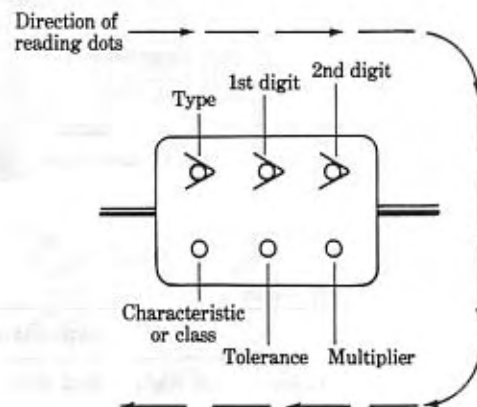 Direction of
reading dots
Type
1st digit
2nd digit
Characteristic
or class
Tolerance
Multiplier